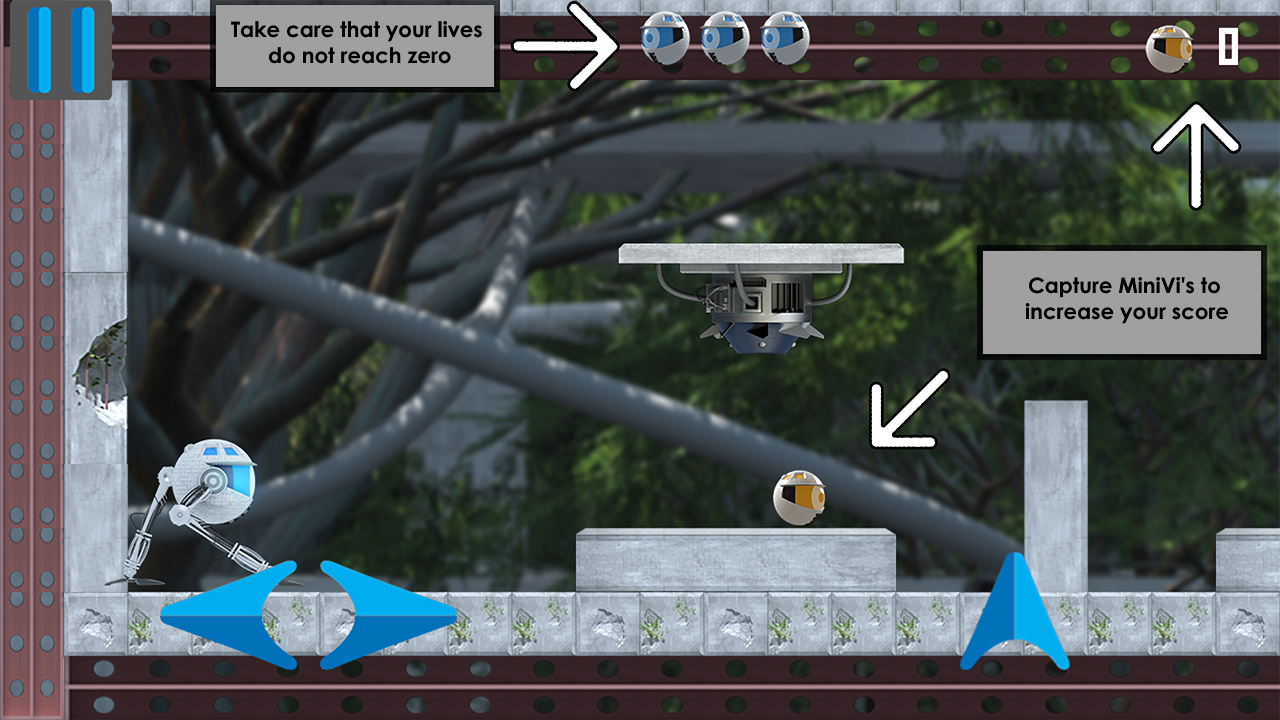 Take care that your lives
do not reach zero
0
Capture MiniVi's to
increase your score